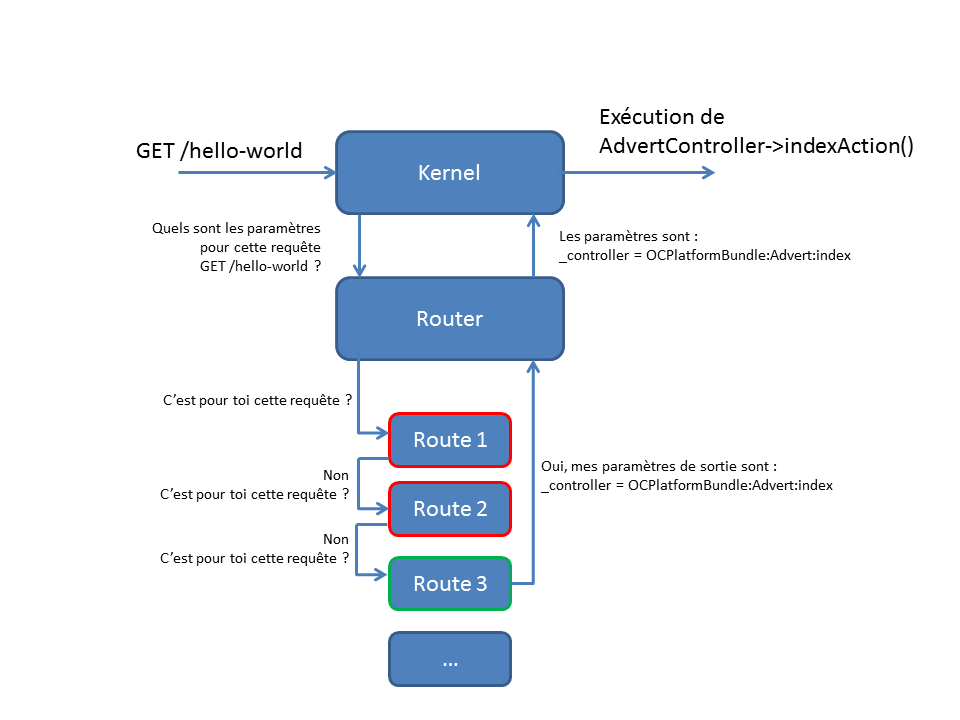 Exécution de
AdvertController->indexAction()
GET /hello-world
Kernel
Quels sont les paramètres
pour cette requête
GET /hello-world ?
Les paramètres sont :
_controller = OCPlatformBundle:Advert:index
Router
C’est pour toi cette requête ?
Route 1
Non
C’est pour toi cette requête ?
Oui, mes paramètres de sortie sont :
_controller = OCPlatformBundle:Advert:index
Route 2
Non
C’est pour toi cette requête ?
Route 3
...